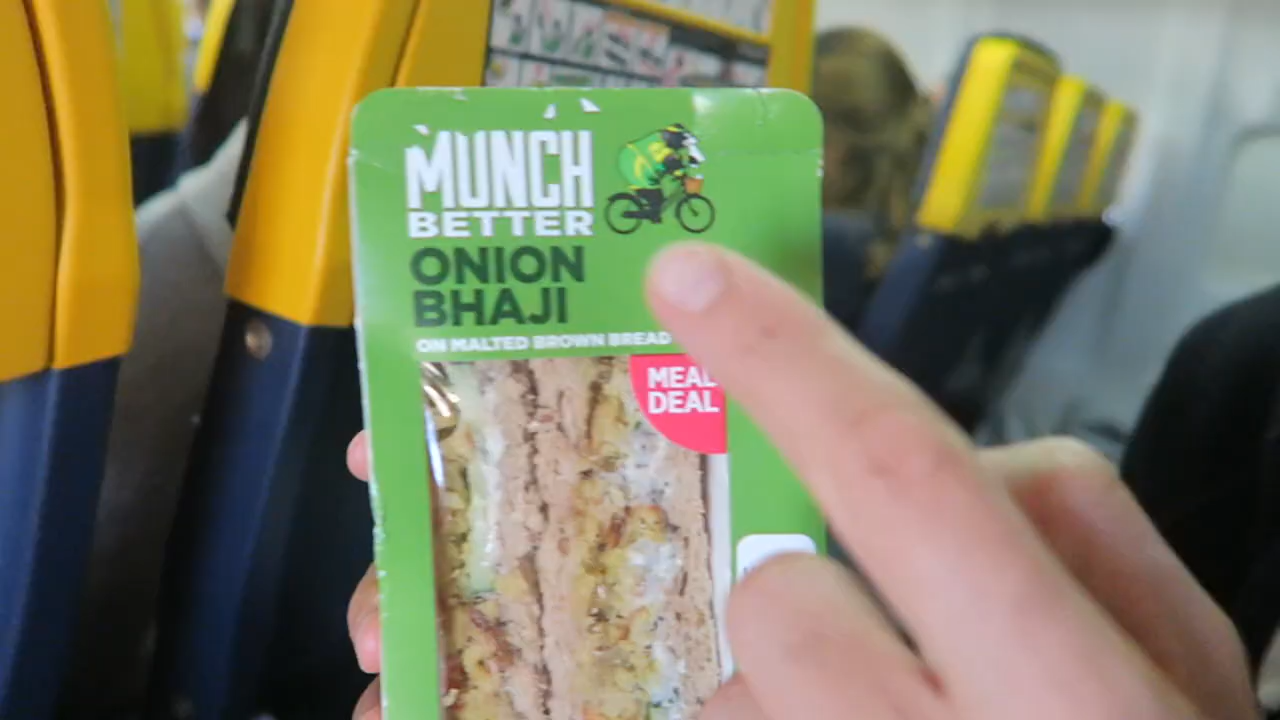 MUNCH
BETTER
ONION
BHAJI
ON MALTED BROWN BREAD
MEAL
DEAL